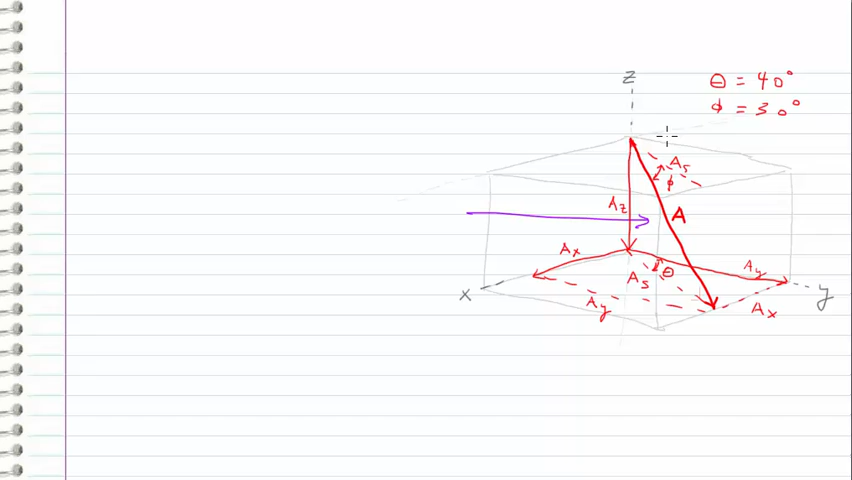 z
θ = 40°
ϕ = 30°
As
ϕ
Az
A
Ax
Ay
θ
As
x
Ay
Ax
y